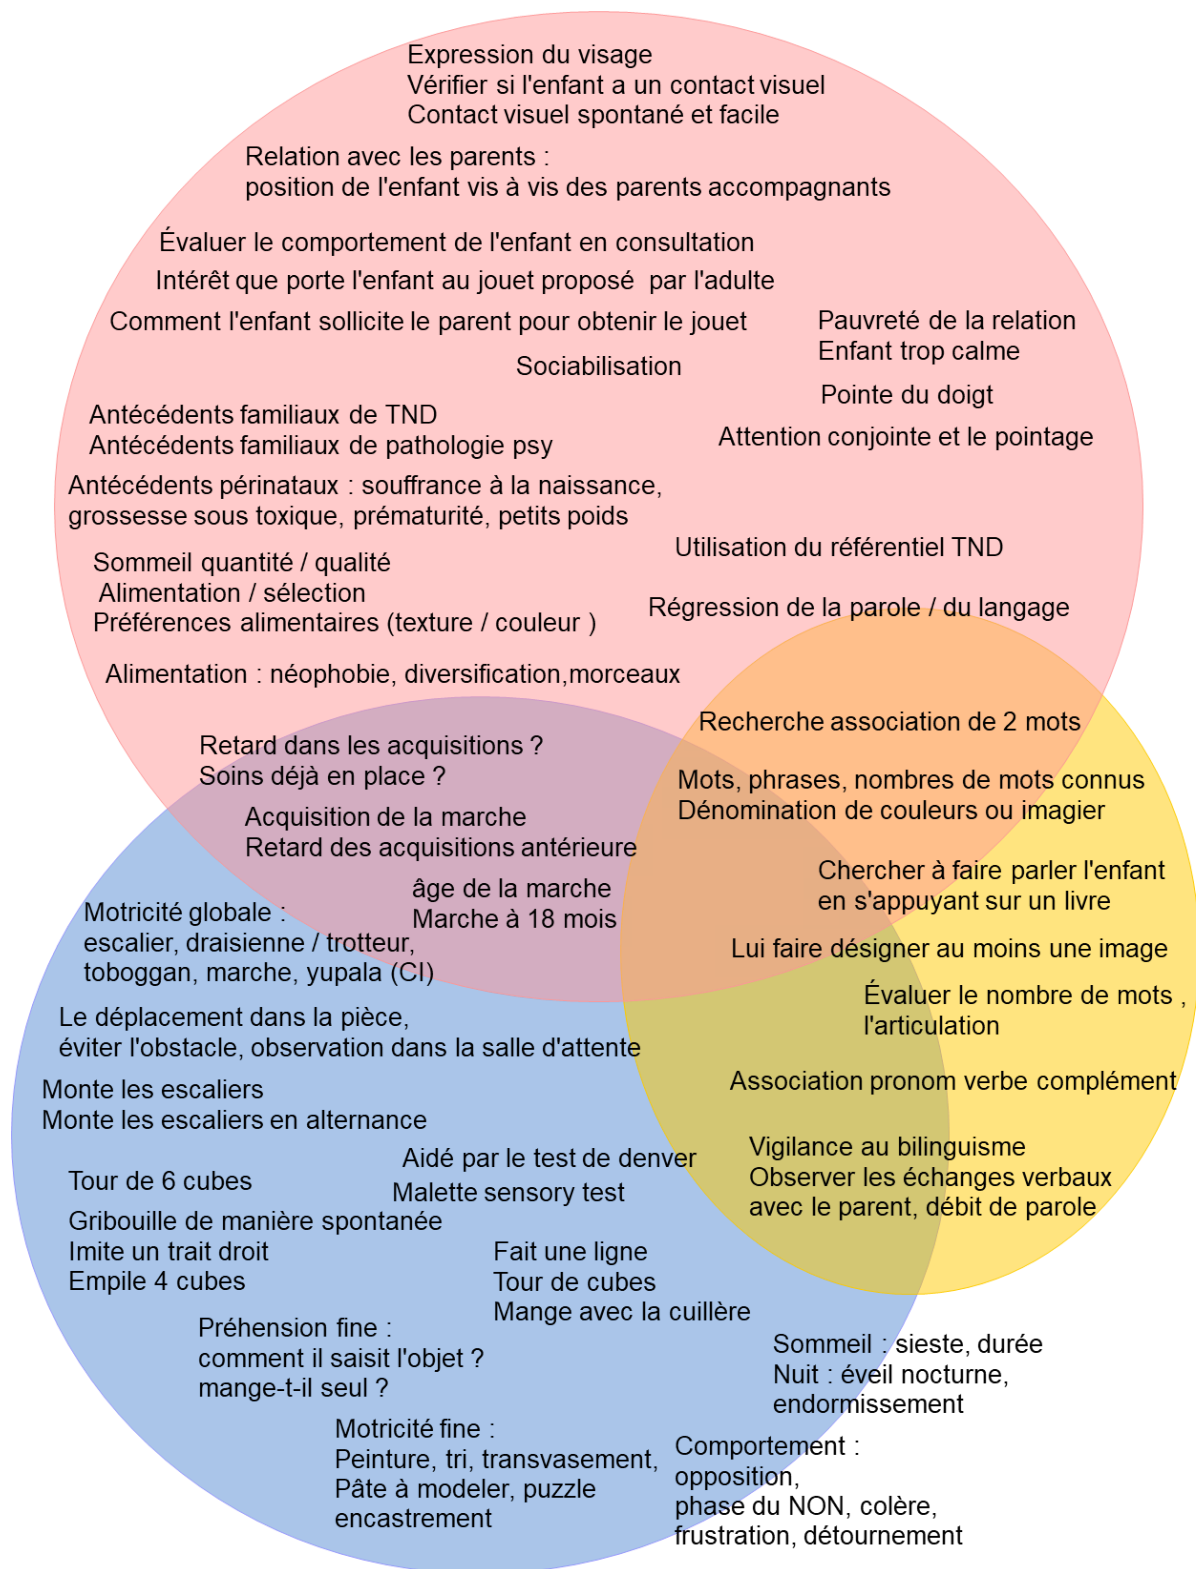 Expression du visage
Vérifier si l'enfant a un contact visuel
Contact visuel spontané et facile
Relation avec les parents :
position de l'enfant vis à vis des parents accompagnants
Évaluer le comportement de l'enfant en consultation
Intérêt que porte l'enfant au jouet proposé par l'adulte
Comment l'enfant sollicite le parent pour obtenir le jouet
Pauvreté de la relation
Enfant trop calme
Sociabilisation
Pointe du doigt
Antécédents familiaux de TND
Antécédents familiaux de pathologie psy
Attention conjointe et le pointage
Antécédents périnataux : souffrance à la naissance,
grossesse sous toxique, prématurité, petits poids
Utilisation du référentiel TND
Sommeil quantité / qualité
Alimentation / sélection
Préférences alimentaires (texture / couleur )
Régression de la parole / du langage
Alimentation : néophobie, diversification,morceaux
Recherche association de 2 mots
Retard dans les acquisitions ?
Soins déjà en place ?
Mots, phrases, nombres de mots connus
Dénomination de couleurs ou imagier
Acquisition de la marche
Retard des acquisitions antérieure
Chercher à faire parler l'enfant
en s'appuyant sur un livre
âge de la marche
Marche à 18 mois
Motricité globale :
escalier, draisienne / trotteur,
toboggan, marche, yupala (CI)
Lui faire désigner au moins une image
Évaluer le nombre de mots ,
l'articulation
Le déplacement dans la pièce,
éviter l'obstacle, observation dans la salle d'attente
Association pronom verbe complément
Monte les escaliers
Monte les escaliers en alternance
Vigilance au bilinguisme
Observer les échanges verbaux
avec le parent, débit de parole
Aidé par le test de denver
Malette sensory test
Tour de 6 cubes
Gribouille de manière spontanée
Imite un trait droit
Empile 4 cubes
Fait une ligne
Tour de cubes
Mange avec la cuillère
Préhension fine :
comment il saisit l'objet ?
mange-t-il seul ?
Sommeil : sieste, durée
Nuit : éveil nocturne,
endormissement
Motricité fine :
Peinture, tri, transvasement,
Pâte à modeler, puzzle
encastrement
Comportement :
opposition,
phase du NON, colère,
frustration, détournement